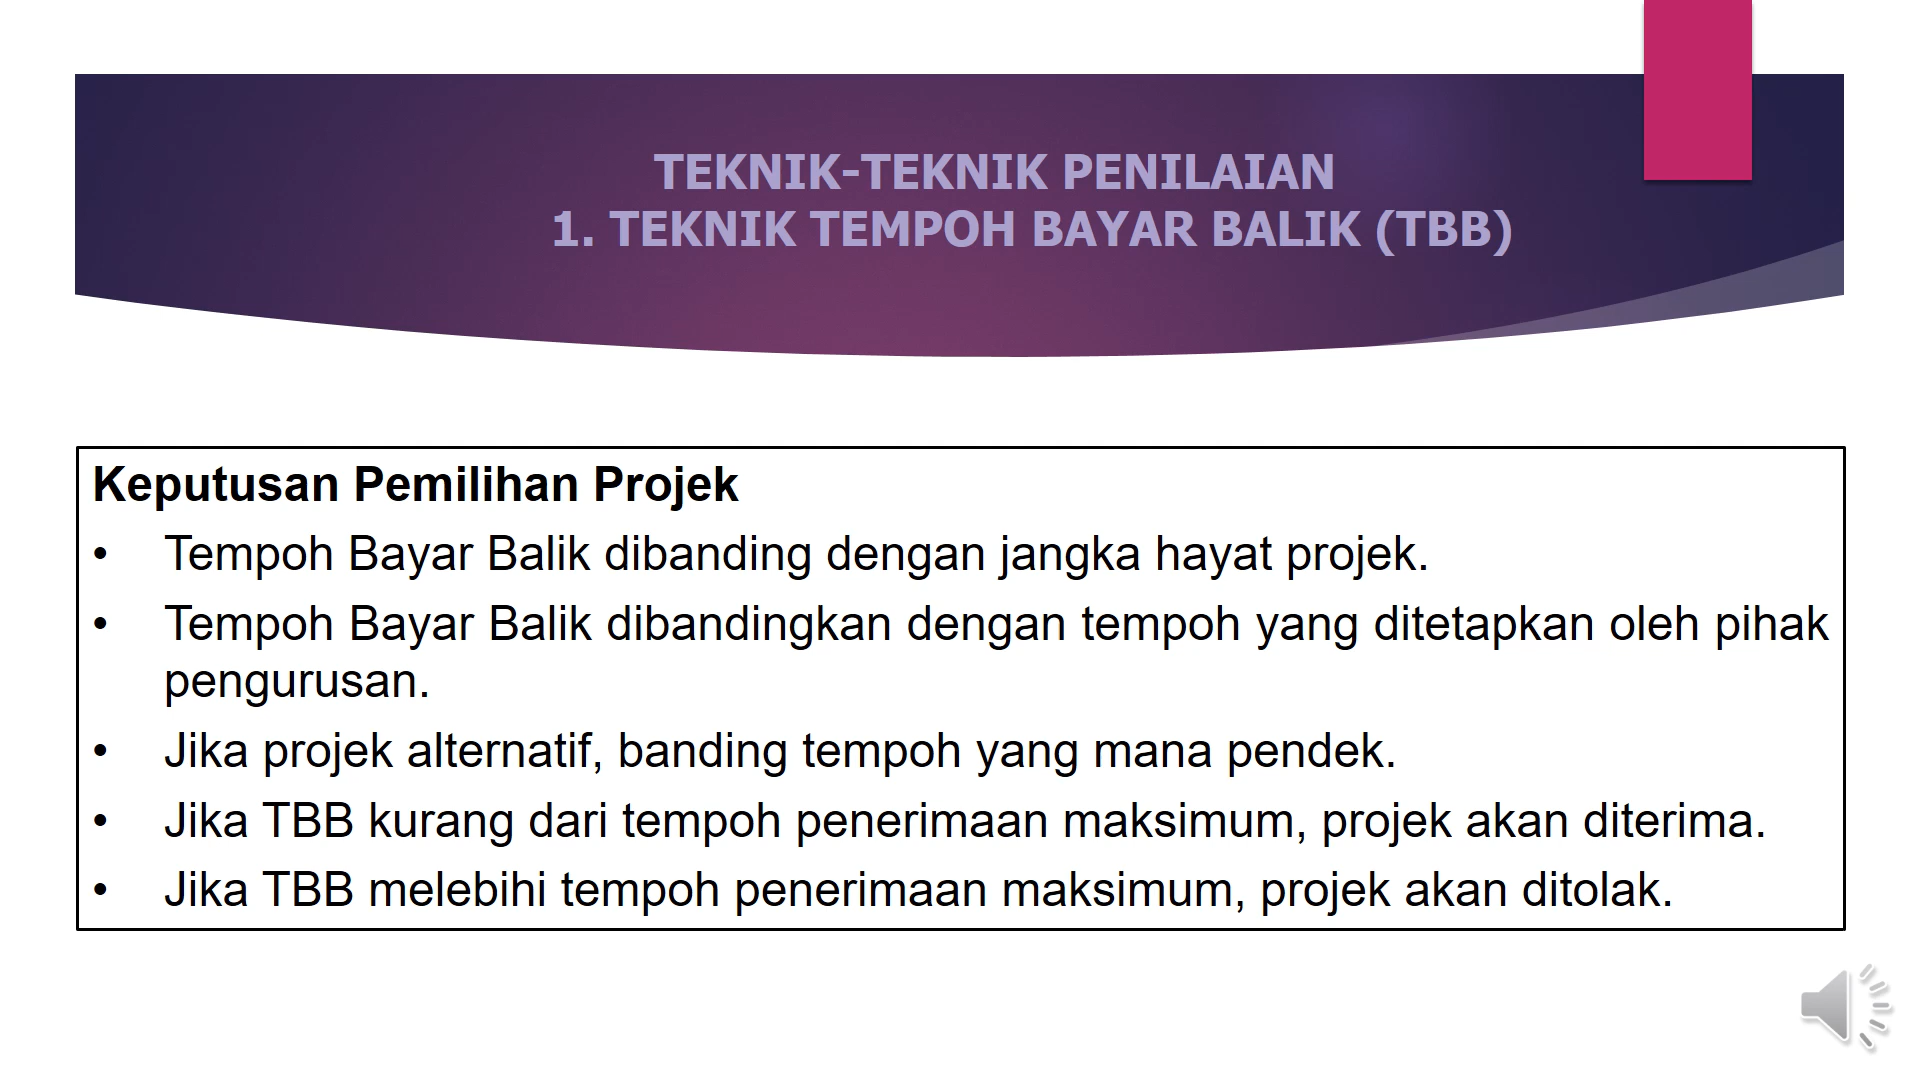 TEKNIK-TEKNIK PENILAIAN
1. TEKNIK TEMPOH BAYAR BALIK (TBB)
Keputusan Pemilihan Projek
• Tempoh Bayar Balik dibanding dengan jangka hayat projek.
• Tempoh Bayar Balik dibandingkan dengan tempoh yang ditetapkan oleh pihak
pengurusan.
• Jika projek alternatif, banding tempoh yang mana pendek.
• Jika TBB kurang dari tempoh penerimaan maksimum, projek akan diterima.
• Jika TBB melebihi tempoh penerimaan maksimum, projek akan ditolak.